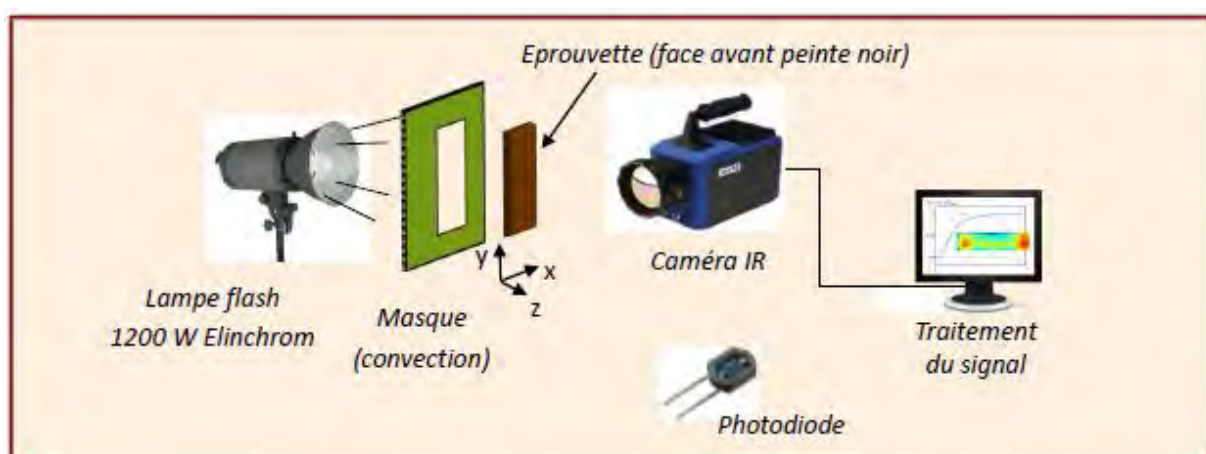 Eprouvette (face avant peinte noir)
y
x
z
Caméra IR
Lampe flash
1200 W Elinchrom
Masque
(convection)
Traitement
du signal
Photodiode